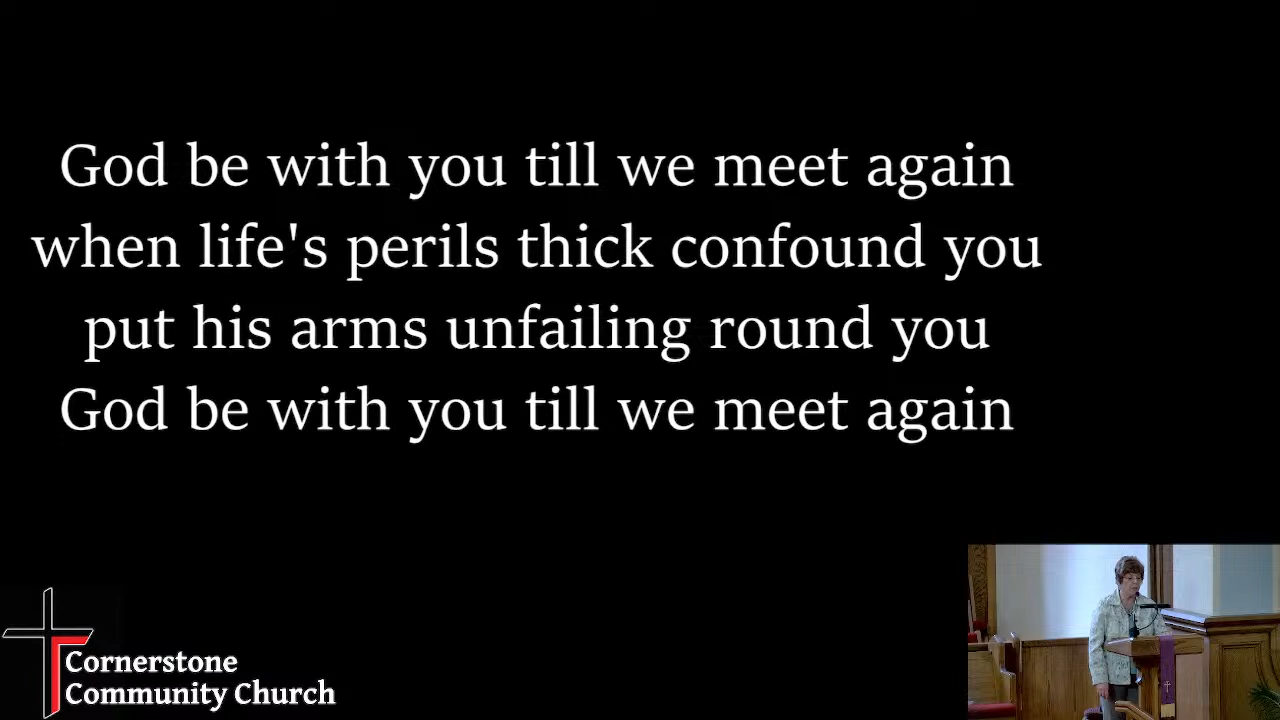 God be with you till we meet again
when life's perils thick confound you
put his arms unfailing round you
God be with you till we meet again
Cornerstone
Community Church